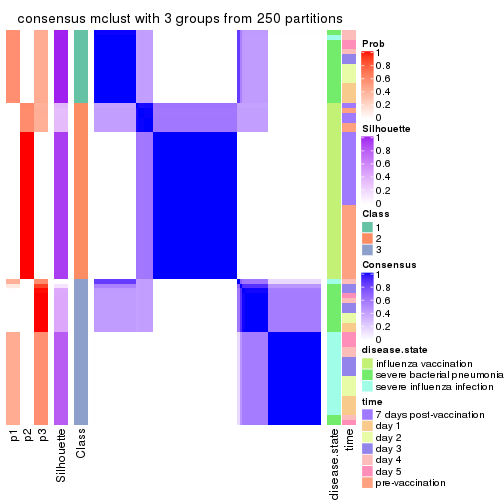 consensus mclust with 3 groups from 250 partitions
Prob
1
0.8
0.6
0.4
0.2
0
Silhouette
1
0.8
0.6
0.4
0.2
0
Class
1
2
3
Consensus
1
0.8
0.6
0.4
0.2
0
disease.state
influenza vaccination
severe bacterial pneumonia
severe influenza infection
time
7 days post-vaccination
day 1
day 2
day 3
day 4
day 5
pre-vaccination
p1
p2
p3
Silhouette
Class
disease.state
time